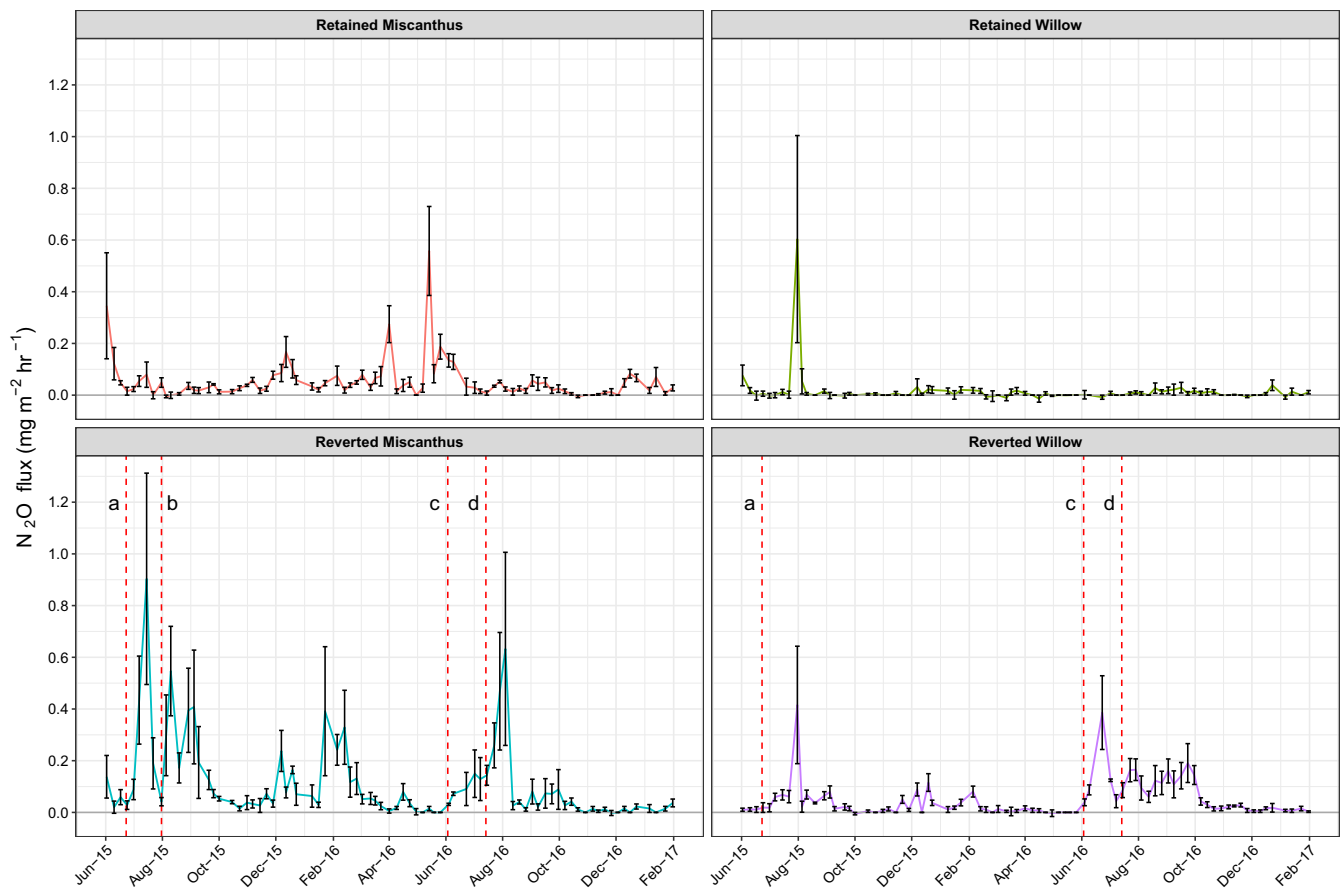 Retained Miscanthus
Retained Willow
1.2
1.0
0.8
0.6
0.4
0.2
0.0
Reverted Miscanthus
Reverted Willow
a
b
c
d
a
c
d
1.2
1.0
0.8
0.6
0.4
0.2
0.0
N₂O flux (mg m⁻² hr⁻¹)
Jun−15
Aug−15
Oct−15
Dec−15
Feb−16
Apr−16
Jun−16
Aug−16
Oct−16
Dec−16
Feb−17
Jun−15
Aug−15
Oct−15
Dec−15
Feb−16
Apr−16
Jun−16
Aug−16
Oct−16
Dec−16
Feb−17